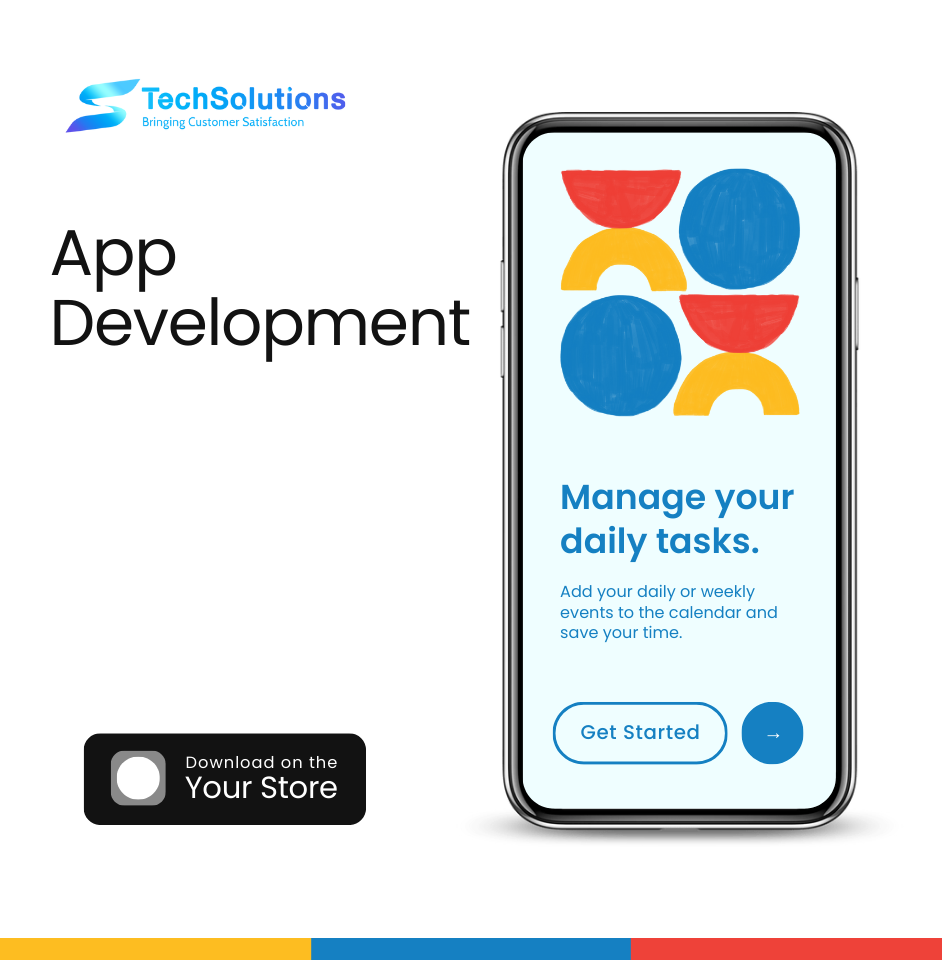 TechSolutions
Bringing Customer Satisfaction
App
Development
Manage your
daily tasks.
Add your daily or weekly
events to the calendar and
save your time.
Get Started
→
Download on the
Your Store